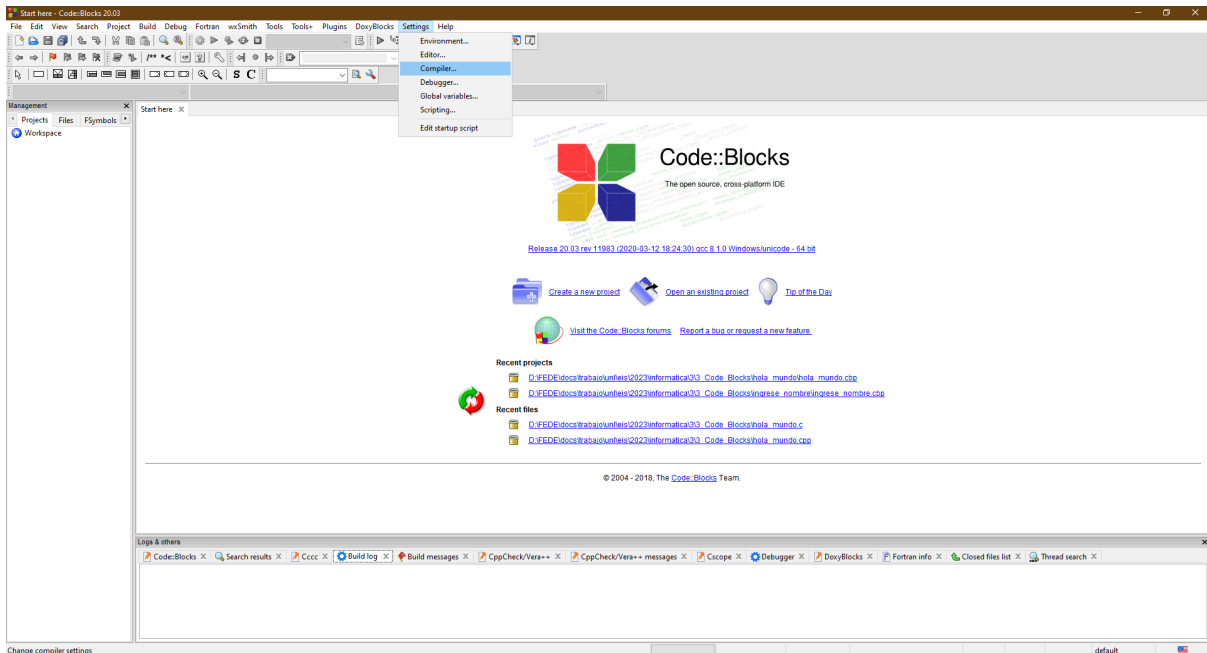 Start here - Code::Blocks 20.03
File Edit View Search Project Build Debug Fortran wxSmith Tools Tools+ Plugins DoxyBlocks Settings Help
Environment...
Editor...
/** *<
Compiler...
S C
Debugger...
Global variables...
Scripting...
Edit startup script
Management X
Start here X
Projects Files FSymbols
Workspace
Code::Blocks
The open source, cross-platform IDE
Release 20.03 rev 11983 (2020-03-12 18:24:30) gcc 8.1.0 Windows/unicode - 64 bit
Create a new project Open an existing project Tip of the Day
Visit the Code::Blocks forums Report a bug or request a new feature
Recent projects
D:\FEDE\docs\trabajo\unl\eis\2023\informatica\3\3_Code_Blocks\hola_mundo\hola_mundo.cbp
D:\FEDE\docs\trabajo\unl\eis\2023\informatica\3\3_Code_Blocks\ingrese_nombre\ingrese_nombre.cbp
Recent files
D:\FEDE\docs\trabajo\unl\eis\2023\informatica\3\3_Code_Blocks\hola_mundo.c
D:\FEDE\docs\trabajo\unl\eis\2023\informatica\3\3_Code_Blocks\hola_mundo.cpp
© 2004 - 2018, The Code::Blocks Team.
Logs & others
Code::Blocks X Search results X Cccc X Build log X Build messages X CppCheck/Vera++ X CppCheck/Vera++ messages X Cscope X Debugger X DoxyBlocks X Fortran info X Closed files list X Thread search X
Change compiler settings default